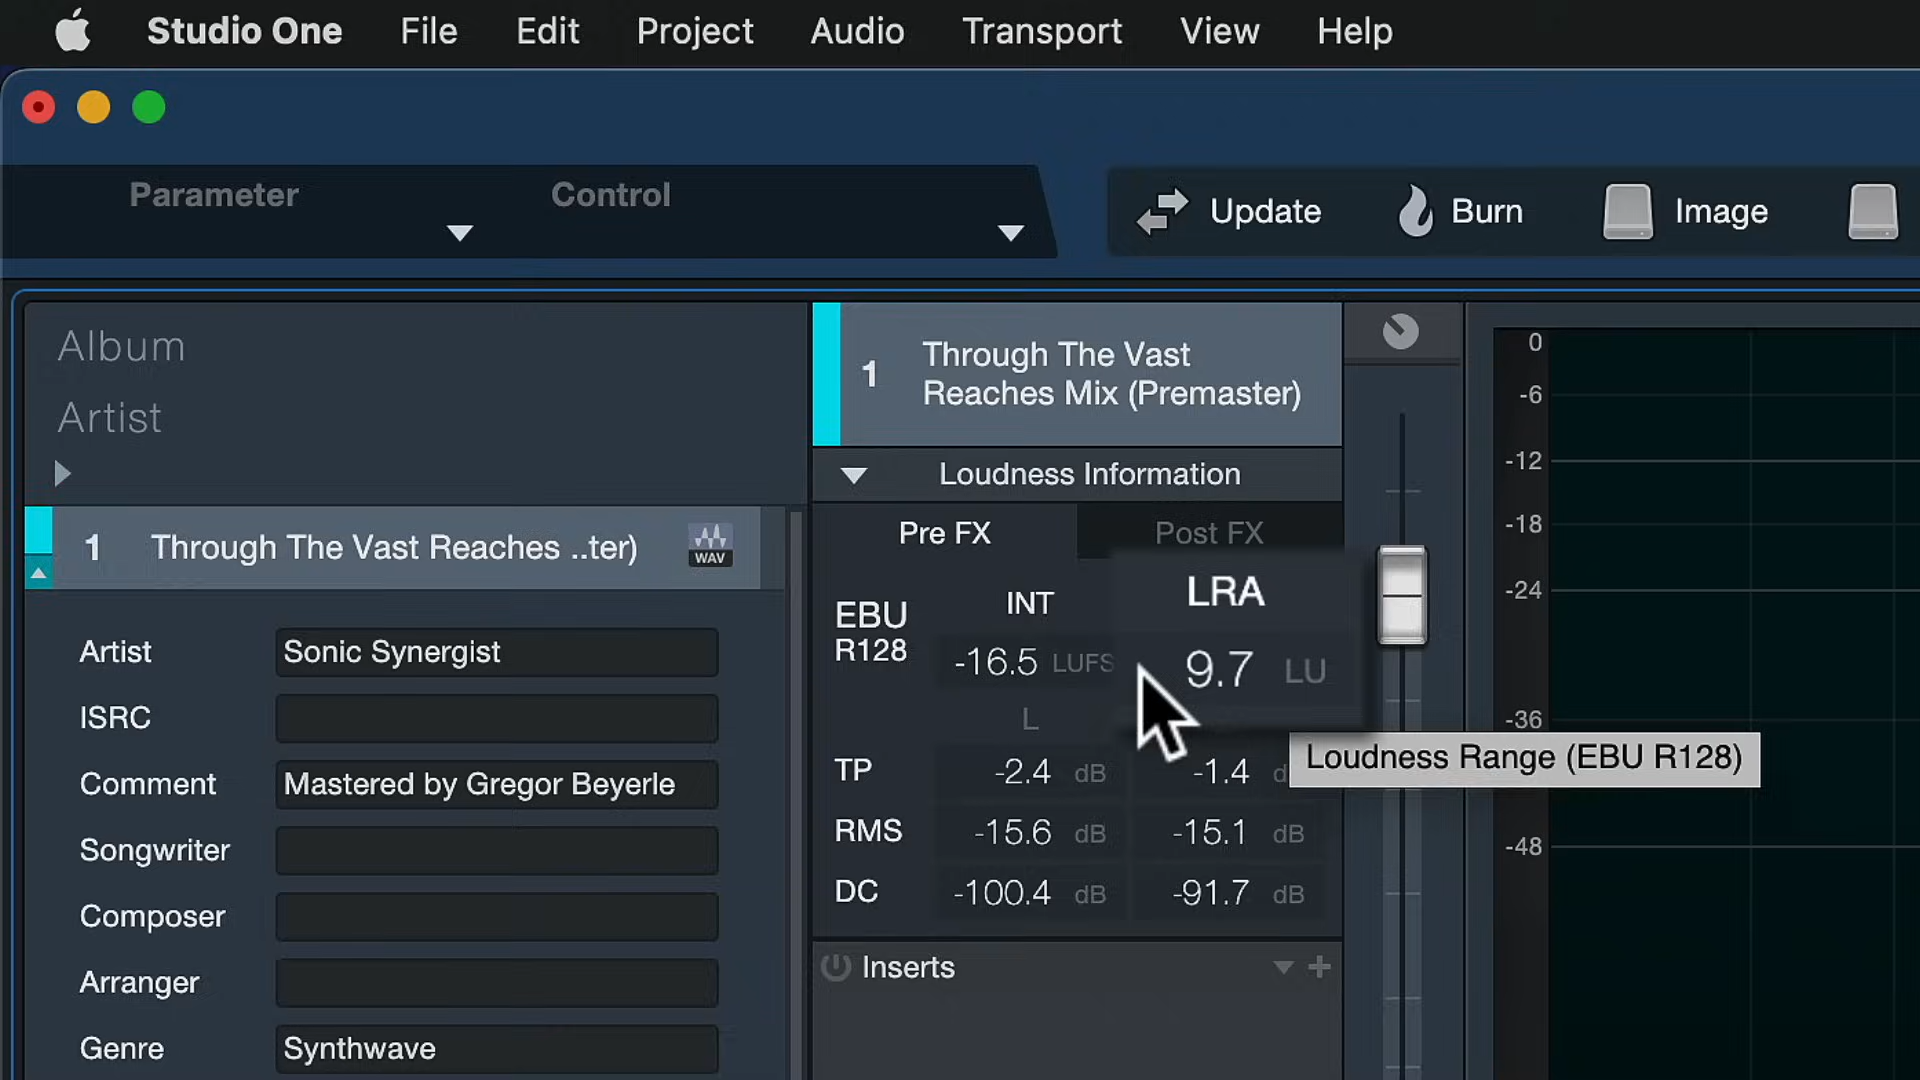 Studio One File Edit Project Audio Transport View Help
Parameter Control
Update Burn Image
Album
Artist
1 Through The Vast Reaches ..ter) WAV
Artist Sonic Synergist
ISRC
Comment Mastered by Gregor Beyerle
Songwriter
Composer
Arranger
Genre Synthwave
1 Through The Vast
Reaches Mix (Premaster)
Loudness Information
Pre FX Post FX
EBU
R128
INT LRA
-16.5 LUFS 9.7 LU
L
TP -2.4 dB -1.4 d
RMS -15.6 dB -15.1 dB
DC -100.4 dB -91.7 dB
Loudness Range (EBU R128)
Inserts
0
-6
-12
-18
-24
-36
-48